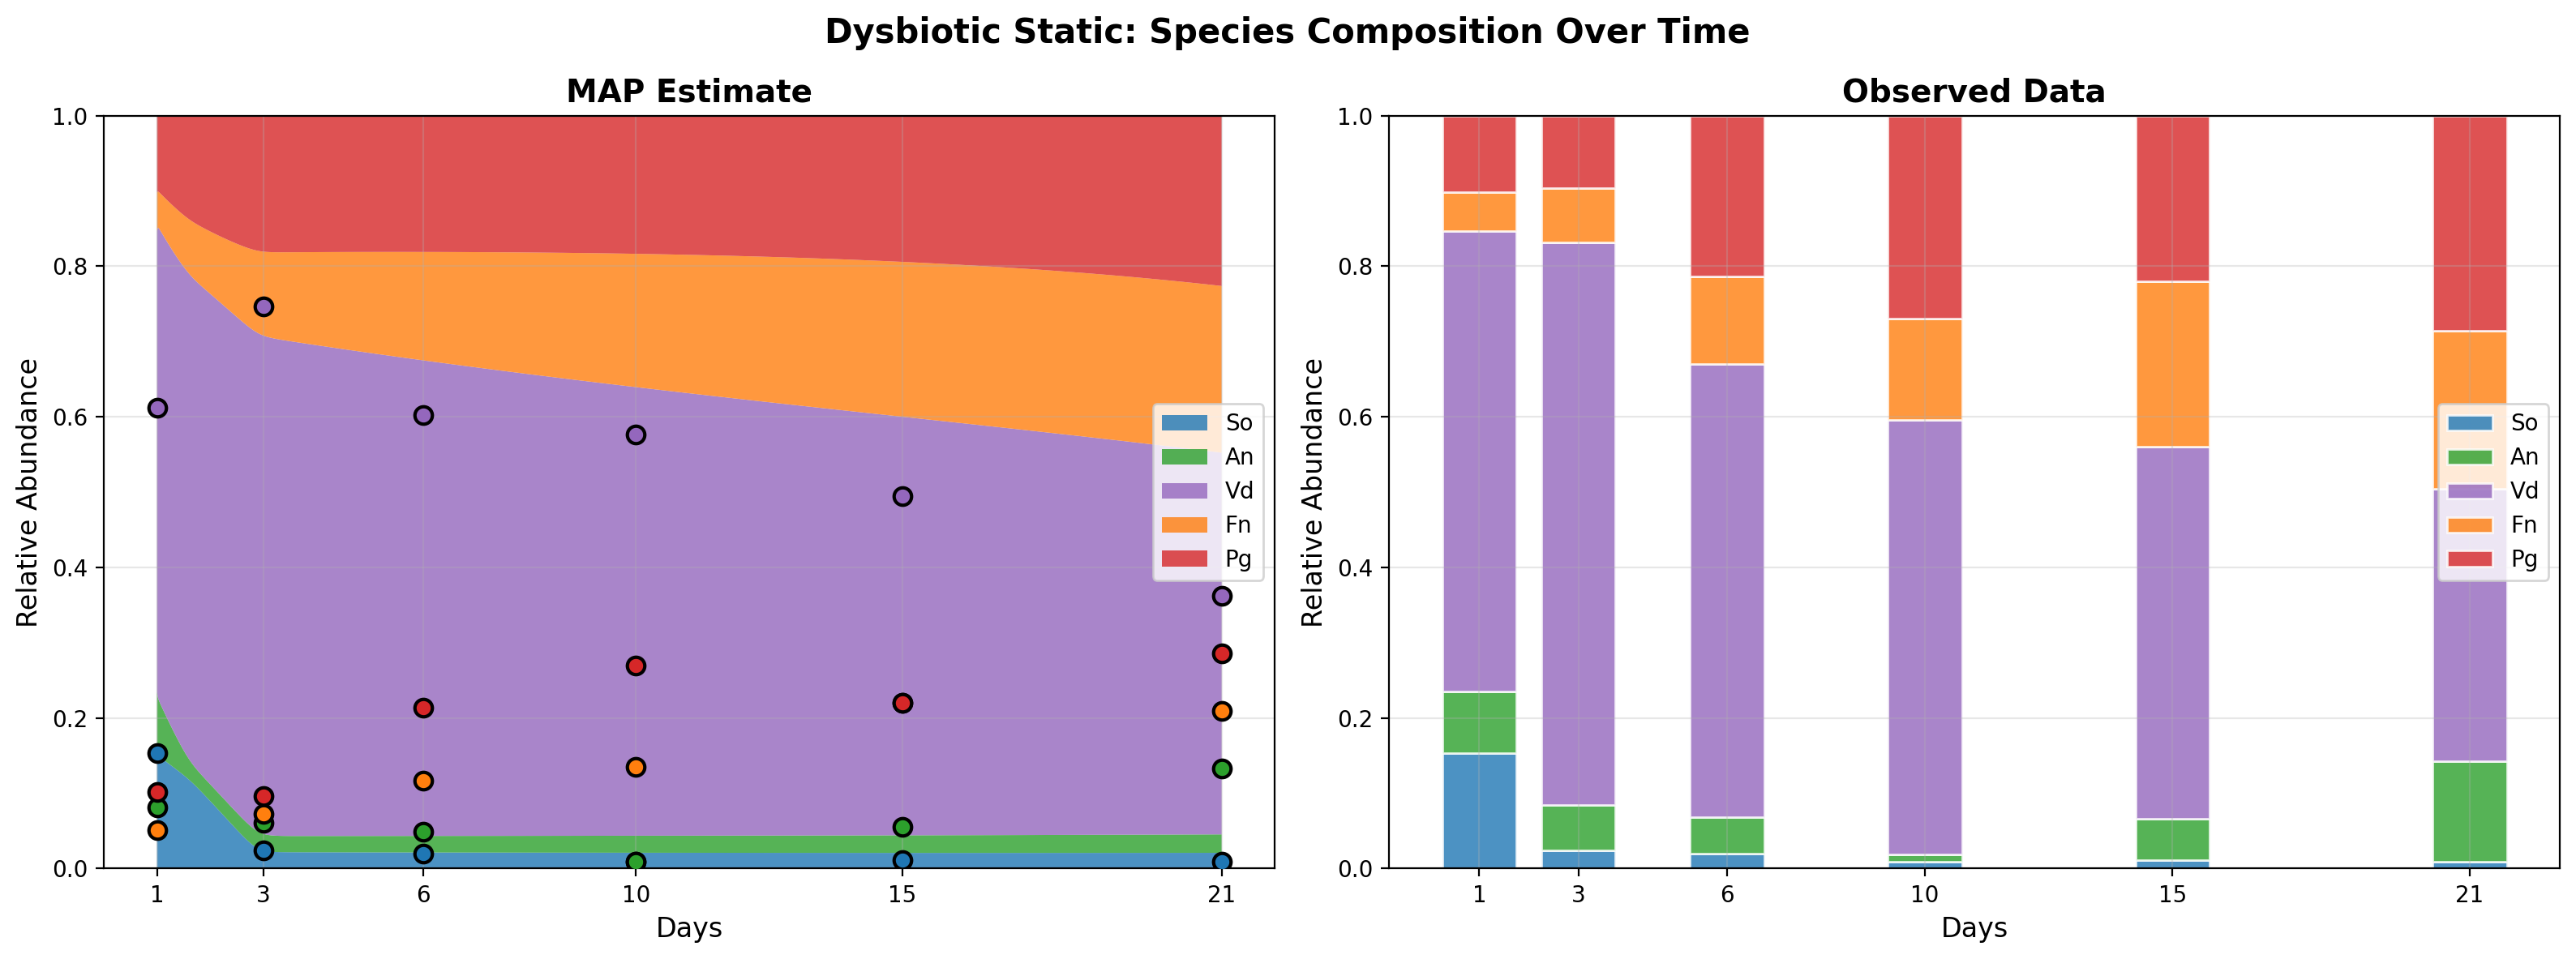 Dysbiotic Static: Species Composition Over Time
MAP Estimate
Relative Abundance
1.0
0.8
0.6
0.4
0.2
0.0
So
An
Vd
Fn
Pg
1 3 6 10 15 21
Days
Observed Data
Relative Abundance
1.0
0.8
0.6
0.4
0.2
0.0
So
An
Vd
Fn
Pg
1 3 6 10 15 21
Days